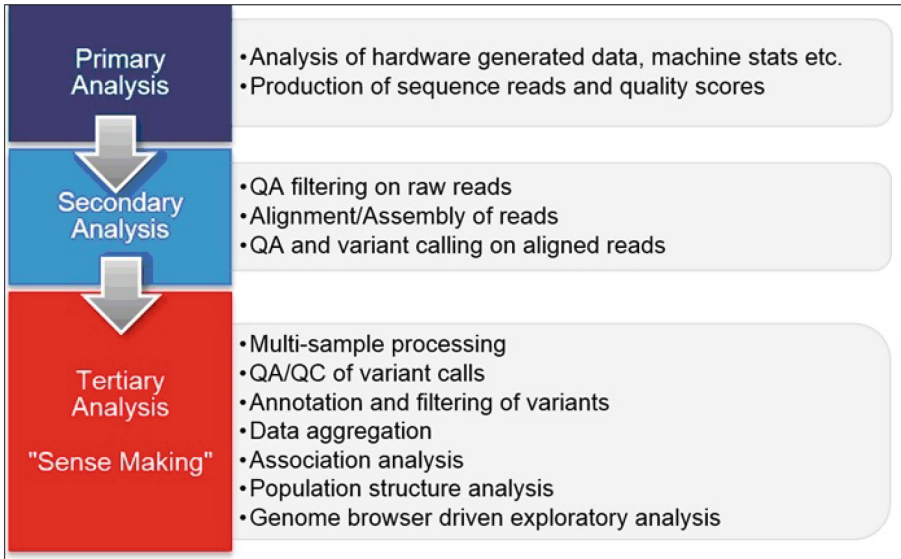 Primary
Analysis
•Analysis of hardware generated data, machine stats etc.
•Production of sequence reads and quality scores
Secondary
Analysis
•QA filtering on raw reads
•Alignment/Assembly of reads
•QA and variant calling on aligned reads
Tertiary
Analysis
"Sense Making"
•Multi-sample processing
•QA/QC of variant calls
•Annotation and filtering of variants
•Data aggregation
•Association analysis
•Population structure analysis
•Genome browser driven exploratory analysis